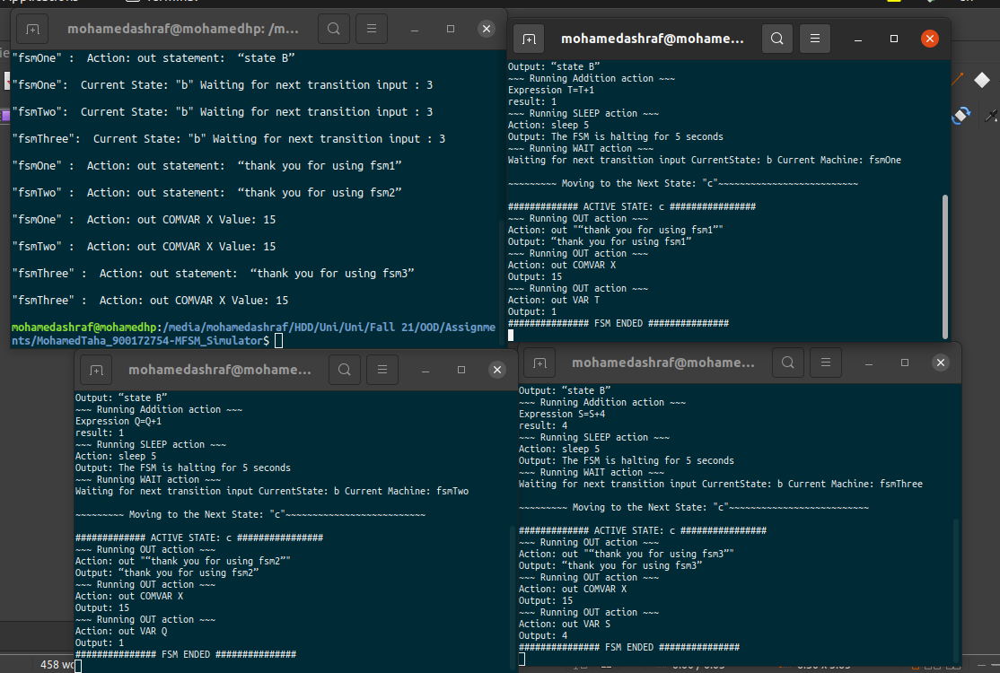 mohamedashraf@mohamedhp: /m...
"fsmOne" :  Action: out statement:  “state B”
"fsmOne":  Current State: "b" Waiting for next transition input : 3
"fsmTwo":  Current State: "b" Waiting for next transition input : 3
"fsmThree":  Current State: "b" Waiting for next transition input : 3
"fsmOne" :  Action: out statement:  “thank you for using fsm1”
"fsmTwo" :  Action: out statement:  “thank you for using fsm2”
"fsmOne" :  Action: out COMVAR X Value: 15
"fsmTwo" :  Action: out COMVAR X Value: 15
"fsmThree" :  Action: out statement:  “thank you for using fsm3”
"fsmThree" :  Action: out COMVAR X Value: 15
mohamedashraf@mohamedhp:/media/mohamedashraf/HDD/Uni/Uni/Fall 21/OOD/Assignme
nts/MohamedTaha_900172754-MFSM_Simulator$
mohamedashraf@mohame...
Output: “state B”
~~~ Running Addition action ~~~
Expression T=T+1
result: 1
~~~ Running SLEEP action ~~~
Action: sleep 5
Output: The FSM is halting for 5 seconds
~~~ Running WAIT action ~~~
Waiting for next transition input CurrentState: b Current Machine: fsmOne
~~~~~~~~~ Moving to the Next State: "c"~~~~~~~~~~~~~~~~~~~~~~~~~~
############# ACTIVE STATE: c ################
~~~ Running OUT action ~~~
Action: out "“thank you for using fsm1”"
Output: “thank you for using fsm1”
~~~ Running OUT action ~~~
Action: out COMVAR X
Output: 15
~~~ Running OUT action ~~~
Action: out VAR T
Output: 1
############### FSM ENDED ###############
mohamedashraf@mohame...
Output: “state B”
~~~ Running Addition action ~~~
Expression Q=Q+1
result: 1
~~~ Running SLEEP action ~~~
Action: sleep 5
Output: The FSM is halting for 5 seconds
~~~ Running WAIT action ~~~
Waiting for next transition input CurrentState: b Current Machine: fsmTwo
~~~~~~~~~ Moving to the Next State: "c"~~~~~~~~~~~~~~~~~~~~~~~~~~
############# ACTIVE STATE: c ################
~~~ Running OUT action ~~~
Action: out "“thank you for using fsm2”"
Output: “thank you for using fsm2”
~~~ Running OUT action ~~~
Action: out COMVAR X
Output: 15
~~~ Running OUT action ~~~
Action: out VAR Q
Output: 1
############### FSM ENDED ###############
mohamedashraf@mohame...
Output: “state B”
~~~ Running Addition action ~~~
Expression S=S+4
result: 4
~~~ Running SLEEP action ~~~
Action: sleep 5
Output: The FSM is halting for 5 seconds
~~~ Running WAIT action ~~~
Waiting for next transition input CurrentState: b Current Machine: fsmThree
~~~~~~~~~ Moving to the Next State: "c"~~~~~~~~~~~~~~~~~~~~~~~~~~
############# ACTIVE STATE: c ################
~~~ Running OUT action ~~~
Action: out "“thank you for using fsm3”"
Output: “thank you for using fsm3”
~~~ Running OUT action ~~~
Action: out COMVAR X
Output: 15
~~~ Running OUT action ~~~
Action: out VAR S
Output: 4
############### FSM ENDED ###############
458